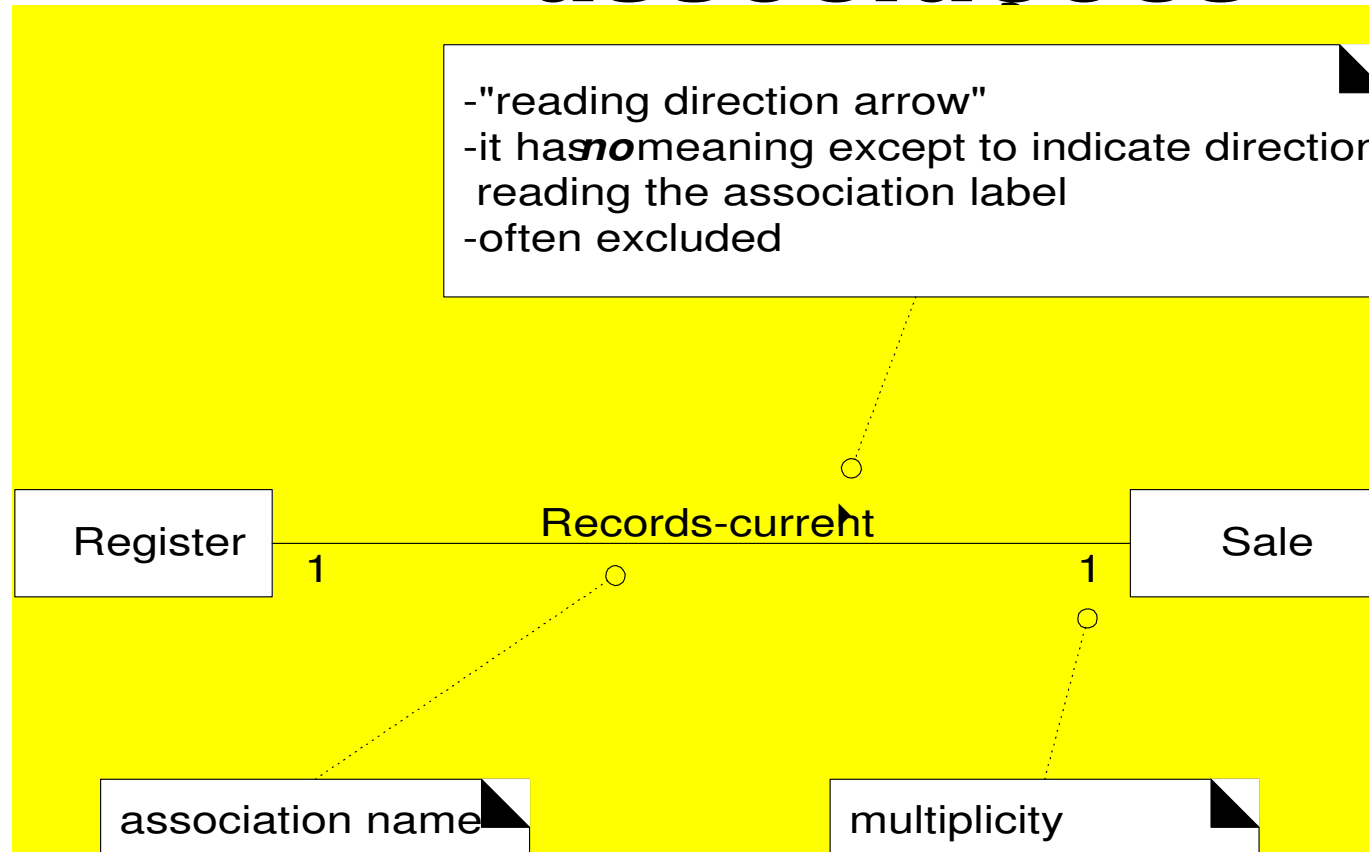 associações
-"reading direction arrow"
-it has no meaning except to indicate direction
reading the association label
-often excluded
Register
Records-current
Sale
1
1
association name
multiplicity